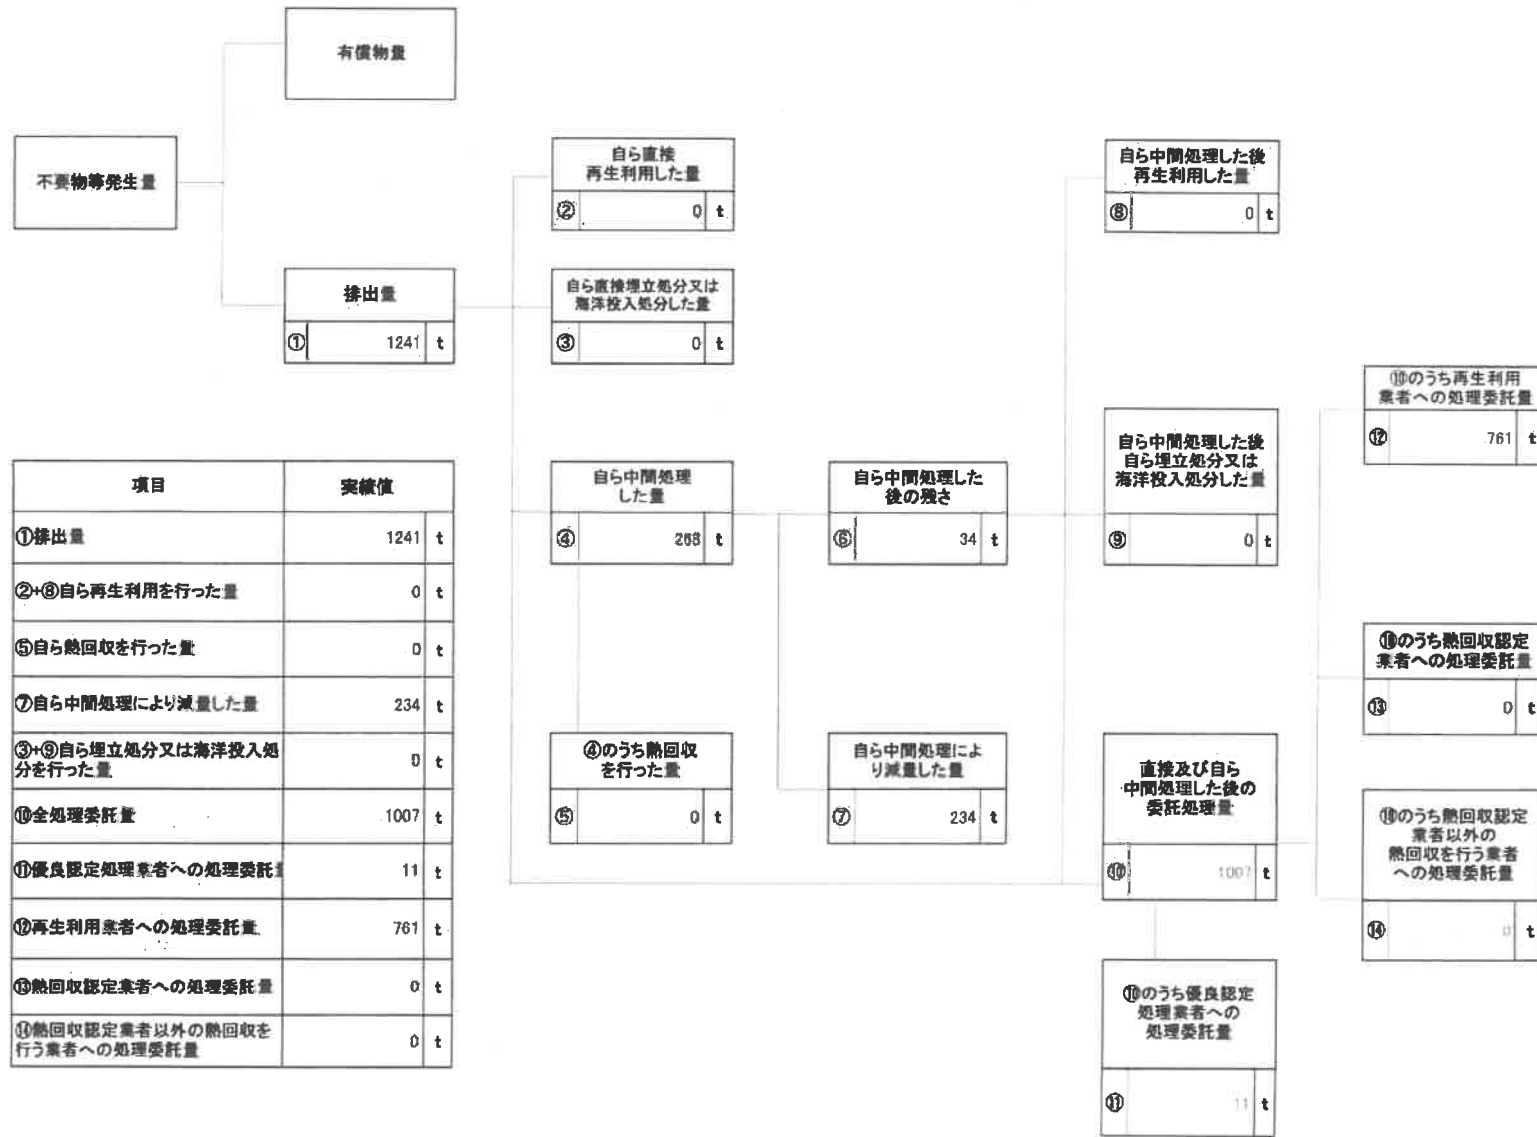 有償物量
不要物等発生量
排出量
① 1241 t
自ら直接
再生利用した量
② 0 t
自ら直接埋立処分又は
海洋投入処分した量
③ 0 t
自ら中間処理
した量
④ 268 t
④のうち熱回収
を行った量
⑤ 0 t
自ら中間処理した
後の残さ
⑥ 34 t
自ら中間処理によ
り減量した量
⑦ 234 t
自ら中間処理した後
再生利用した量
⑧ 0 t
自ら中間処理した後
自ら埋立処分又は
海洋投入処分した量
⑨ 0 t
直接及び自ら
中間処理した後の
委託処理量
⑩ 1007 t
⑩のうち優良認定
処理業者への
処理委託量
⑪ 11 t
⑩のうち再生利用
業者への処理委託量
⑫ 761 t
⑩のうち熱回収認定
業者への処理委託量
⑬ 0 t
⑩のうち熱回収認定
業者以外の
熱回収を行う業者
への処理委託量
⑭ 0 t
項目 実績値
①排出量 1241 t
②+⑧自ら再生利用を行った量 0 t
⑤自ら熱回収を行った量 0 t
⑦自ら中間処理により減量した量 234 t
③+⑨自ら埋立処分又は海洋投入処
分を行った量 0 t
⑩全処理委託量 1007 t
⑪優良認定処理業者への処理委託量 11 t
⑫再生利用業者への処理委託量 761 t
⑬熱回収認定業者への処理委託量 0 t
⑭熱回収認定業者以外の熱回収を
行う業者への処理委託量 0 t